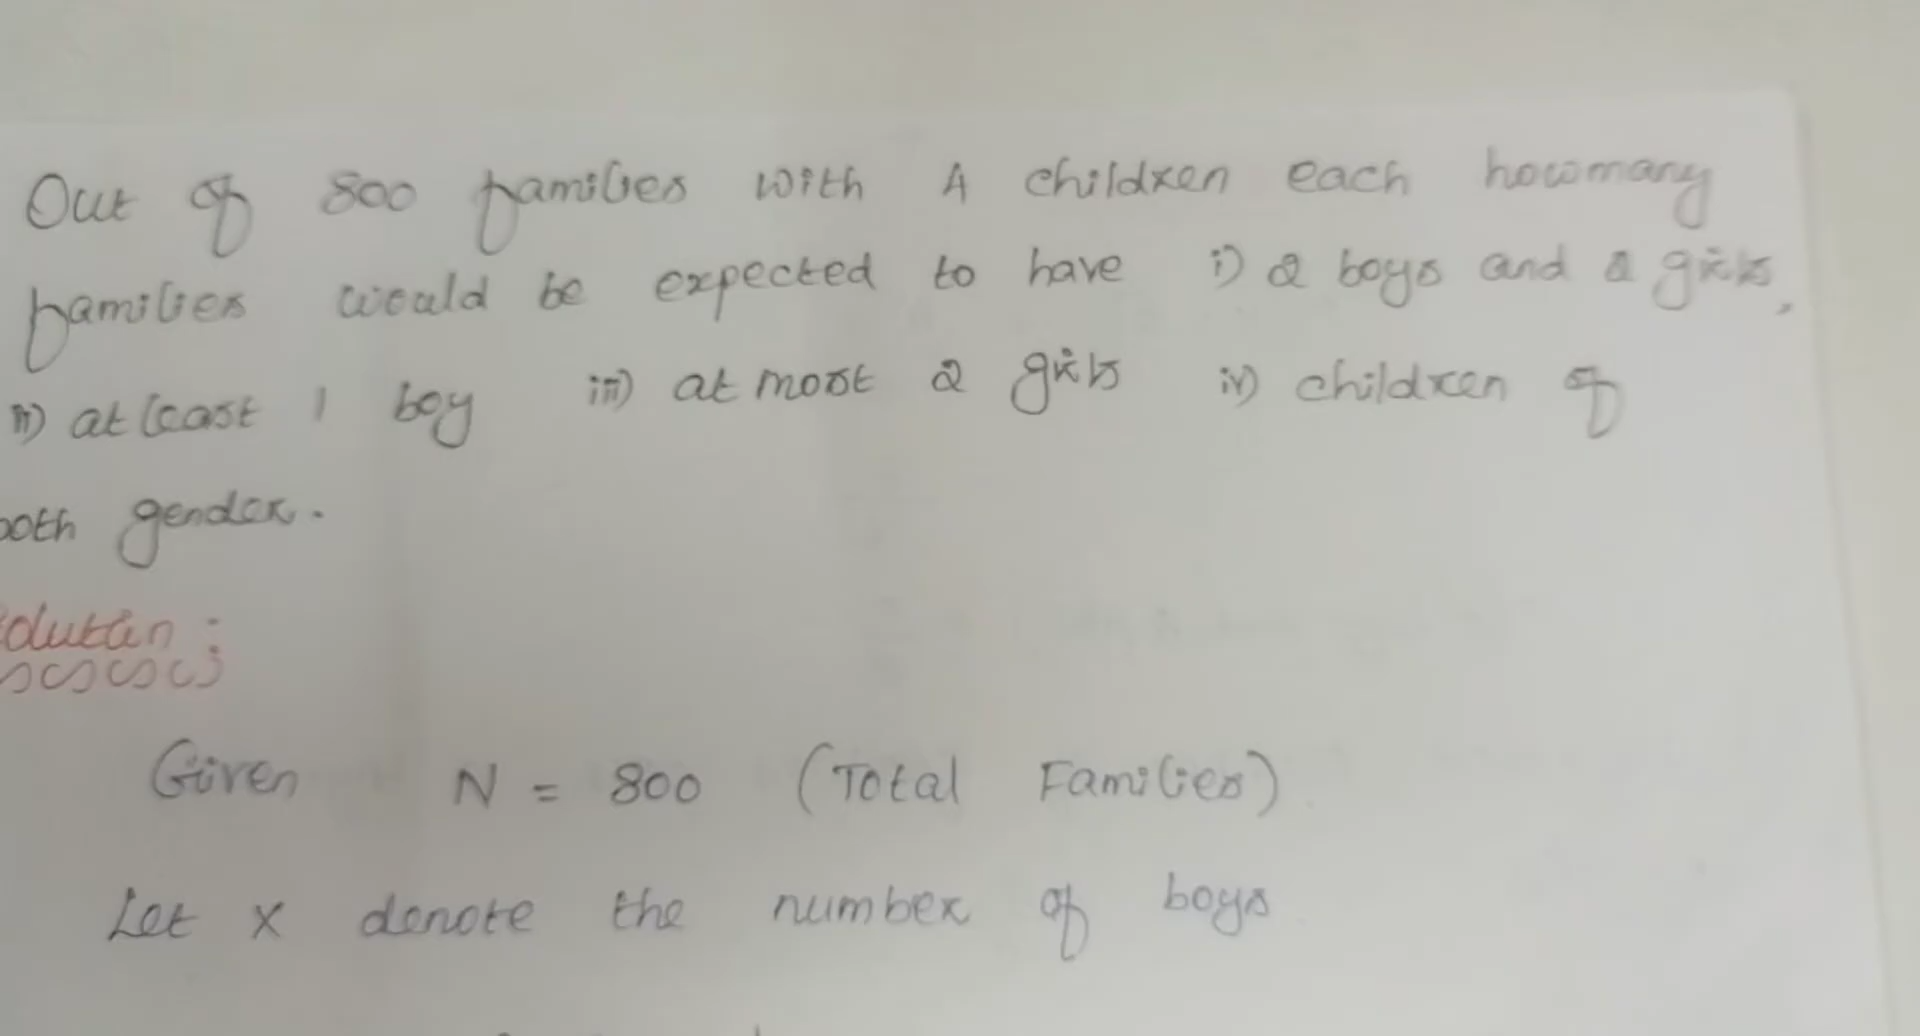 Out of 800 families with 4 children each howmany
families would be expected to have i) 2 boys and 2 girls,
ii) at least 1 boy iii) at most 2 girls iv) children of
both gender.
Solution:
Given N = 800 (Total Families)
Let X denote the number of boys